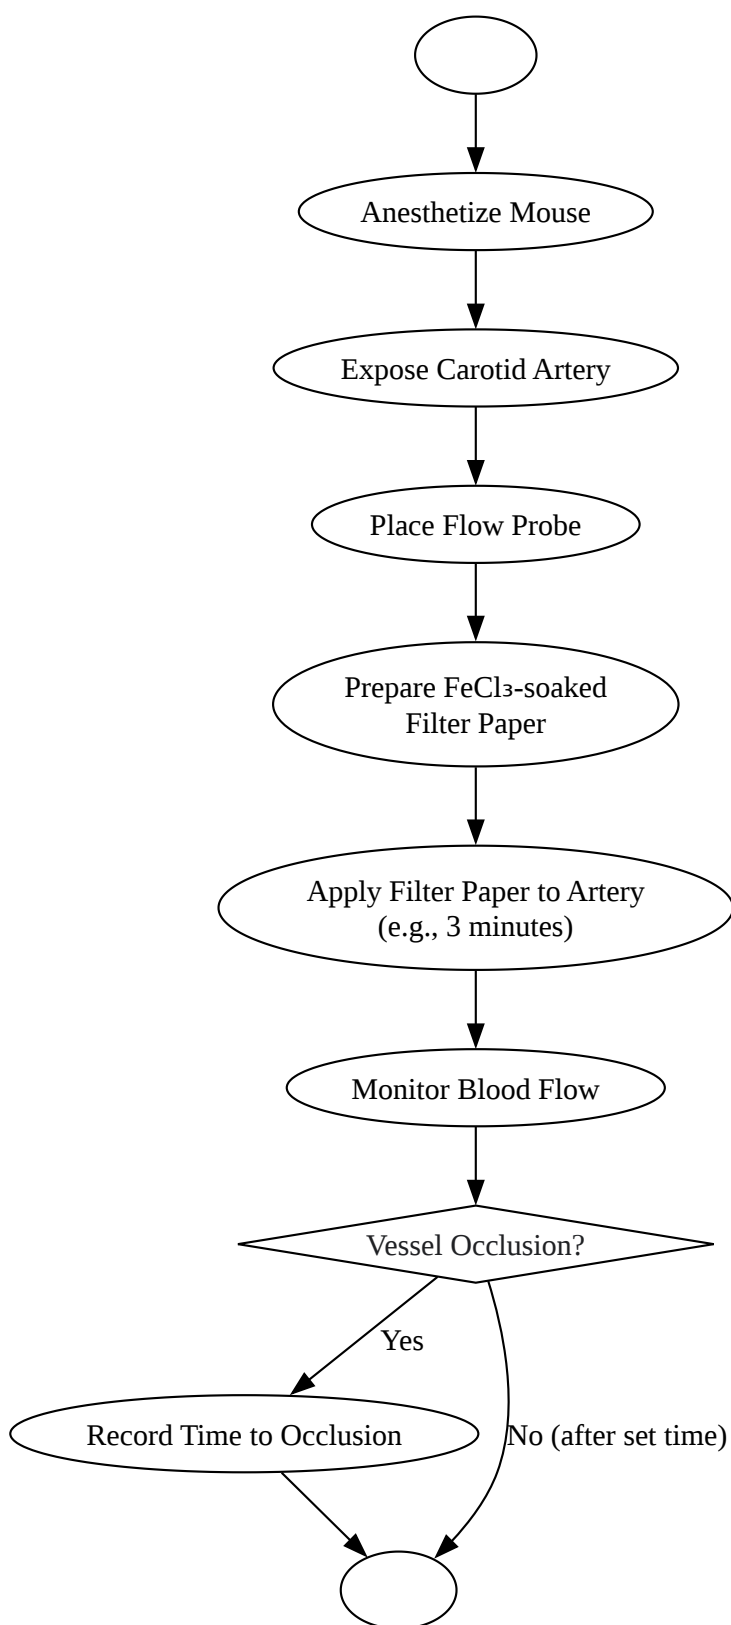 Anesthetize Mouse
Expose Carotid Artery
Place Flow Probe
Prepare FeCl₃-soaked
Filter Paper
Apply Filter Paper to Artery
(e.g., 3 minutes)
Monitor Blood Flow
Vessel Occlusion?
Yes
Record Time to Occlusion
No (after set time)